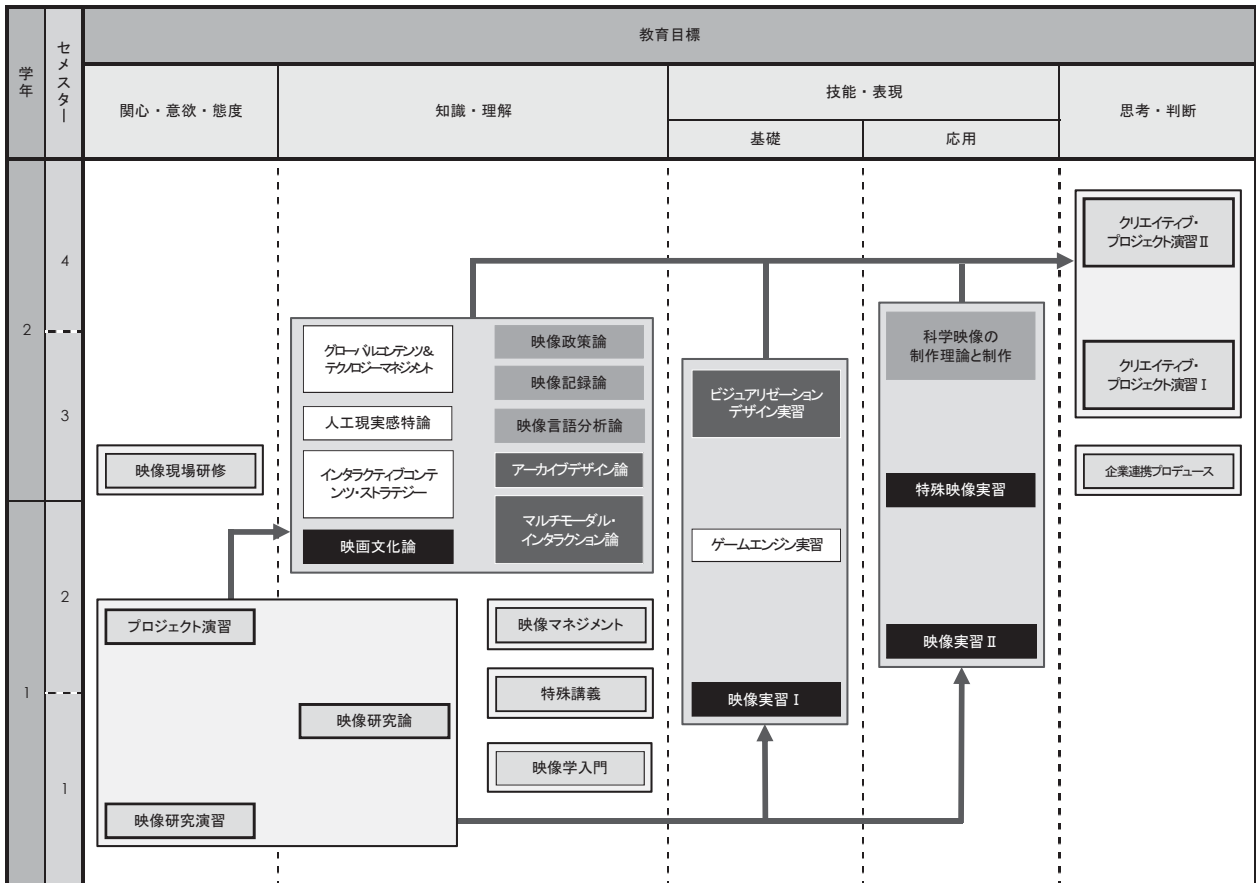 学年
セメスター
教育目標
関心・意欲・態度
知識・理解
技能・表現
基礎
応用
思考・判断
2
1
4
3
2
1
映像現場研修
プロジェクト演習
映像研究論
映像研究演習
グローバルコンテンツ&
テクノロジーマネジメント
人工現実感特論
インタラクティブコンテ
ンツ・ストラテジー
映画文化論
映像政策論
映像記録論
映像言語分析論
アーカイブデザイン論
マルチモーダル・
インタラクション論
映像マネジメント
特殊講義
映像学入門
ビジュアリゼーション
デザイン実習
ゲームエンジン実習
映像実習Ⅰ
科学映像の
制作理論と制作
特殊映像実習
映像実習Ⅱ
クリエイティブ・
プロジェクト演習Ⅱ
クリエイティブ・
プロジェクト演習Ⅰ
企業連携プロデュース